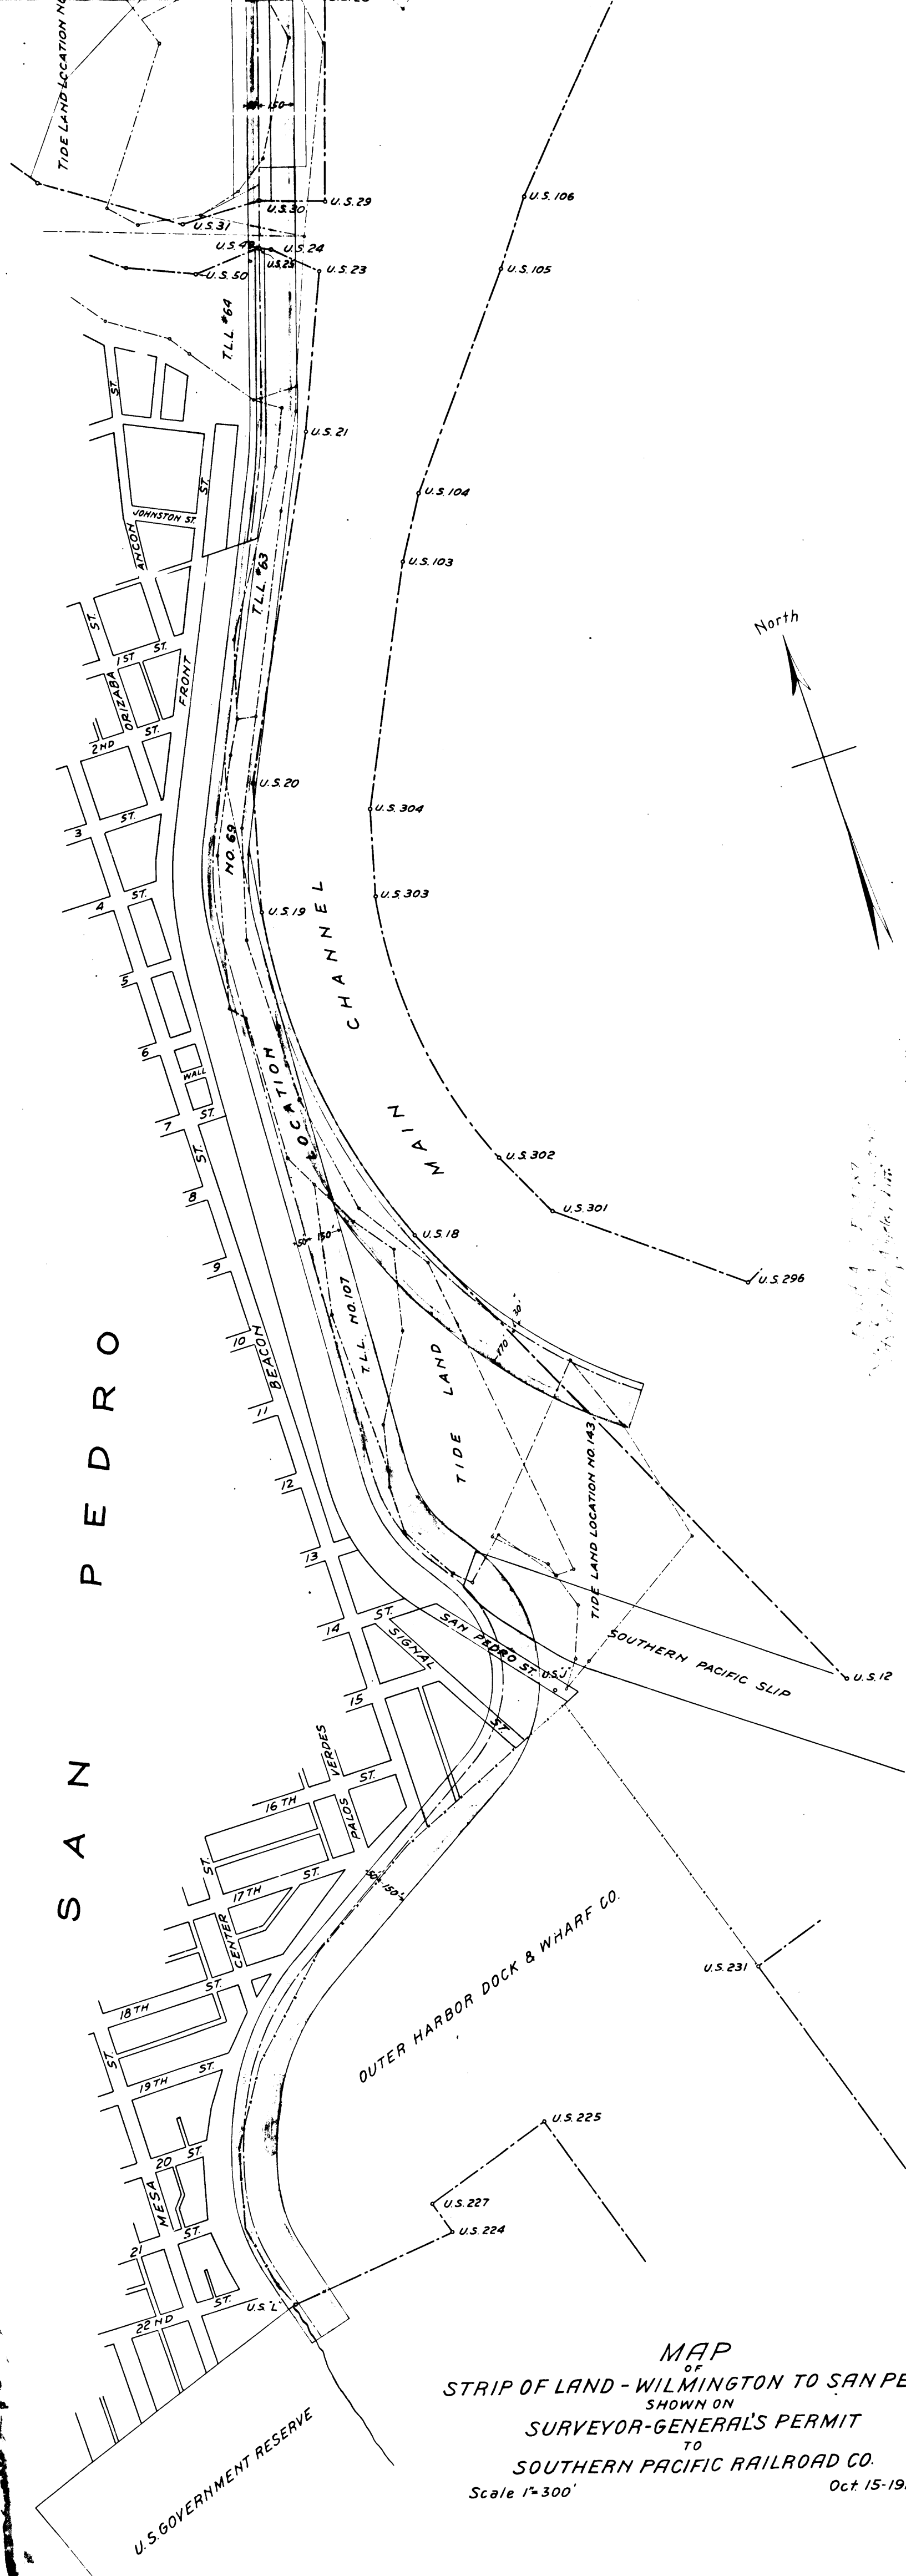 TIDE LAND LOCATION
150
U.S.29
U.S.30
U.S.31
U.S.106
U.S.24
U.S.25
U.S.23
U.S.50
U.S.105
T.L.L. #64
ST.
U.S.21
ST.
U.S.104
JOHNSTON ST.
ANCON
U.S.103
T.L.L. #63
ST.
North
1ST ST.
FRONT
ORIZABA
2ND ST.
U.S.20
U.S.304
3 ST.
NO. 69
4 ST.
U.S.303
U.S.19
MAIN CHANNEL
5
6
LOCATION
WALL
7 ST.
ST.
U.S.302
8
U.S.301
U.S.18
50' 150'
9
U.S.296
T.L.L. NO.107
30'
170'
10
BEACON
TIDE LAND
11
SAN PEDRO
12
TIDE LAND LOCATION NO.143
13
14 ST.
SIGNAL ST
SAN PEDRO ST.
U.S."J"
SOUTHERN PACIFIC SLIP
U.S.12
15
VERDES
PALOS
16TH ST.
50' 150'
17TH ST.
ST.
CENTER
OUTER HARBOR DOCK & WHARF CO.
U.S.231
18TH ST.
ST.
19TH ST.
U.S.225
20 ST.
MESA
U.S.227
U.S.224
21 ST.
22ND ST.
U.S."L"
U.S. GOVERNMENT RESERVE
MAP
OF
STRIP OF LAND - WILMINGTON TO SAN PE
SHOWN ON
SURVEYOR-GENERAL'S PERMIT
TO
SOUTHERN PACIFIC RAILROAD CO.
Scale 1"=300'
Oct. 15-19